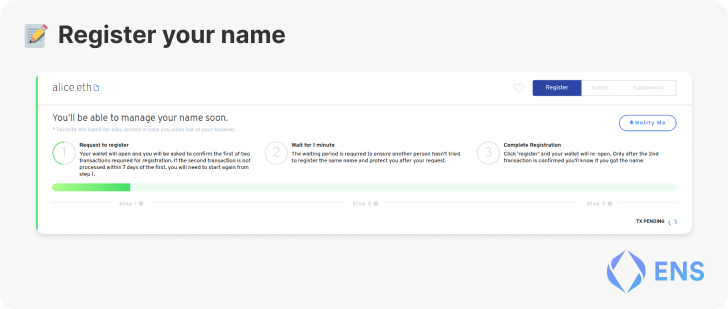 Register your name
alice.eth
Register
Details
Subdomains
You'll be able to manage your name soon.
* Favorite the name for easy access in case you close out of your browser.
Notify Me
1
Request to register
Your wallet will open and you will be asked to confirm the first of two
transactions required for registration. If the second transaction is not
processed within 7 days of the first, you will need to start again from
step 1.
2
Wait for 1 minute
The waiting period is required to ensure another person hasn't tried
to register the same name and protect you after your request.
3
Complete Registration
Click 'register' and your wallet will re-open. Only after the 2nd
transaction is confirmed you'll know if you got the name.
Step 1
Step 2
Step 3
TX PENDING
ENS